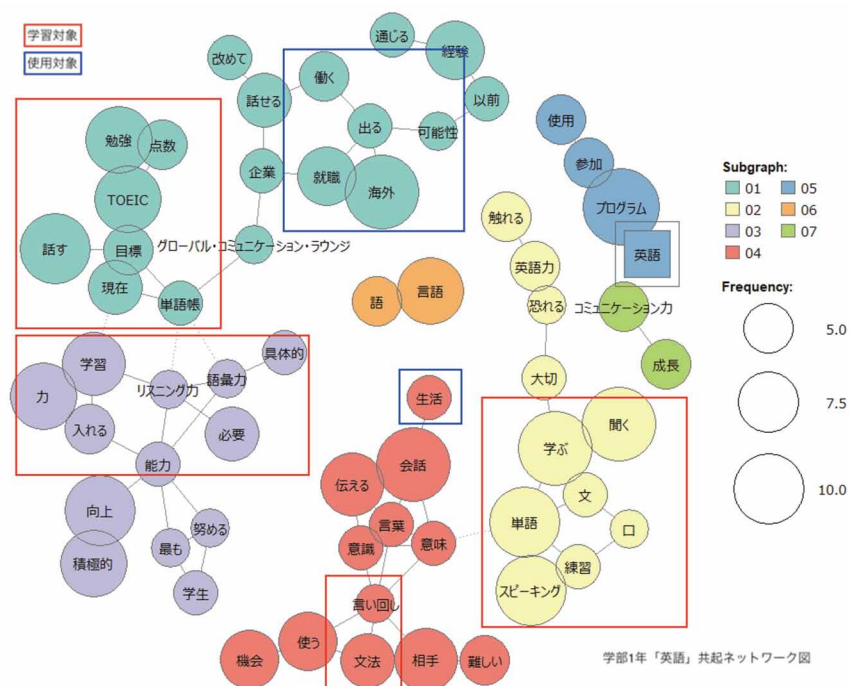 学習対象
使用対象
通じる
経験
改めて
働く
話せる
以前
出る
可能性
勉強
点数
企業
就職
海外
TOEIC
話す
目標
グローバル・コミュニケーション・ラウンジ
現在
単語帳
使用
参加
プログラム
英語
触れる
英語力
恐れる
コミュニケーション力
成長
大切
語
言語
学習
具体的
力
リスニング力
語彙力
入れる
必要
能力
向上
努める
最も
積極的
学生
生活
会話
伝える
言葉
意識
意味
言い回し
使う
機会
文法
相手
難しい
聞く
学ぶ
文
単語
口
練習
スピーキング
Subgraph:
01 05
02 06
03 07
04
Frequency:
5.0
7.5
10.0
学部1年「英語」共起ネットワーク図